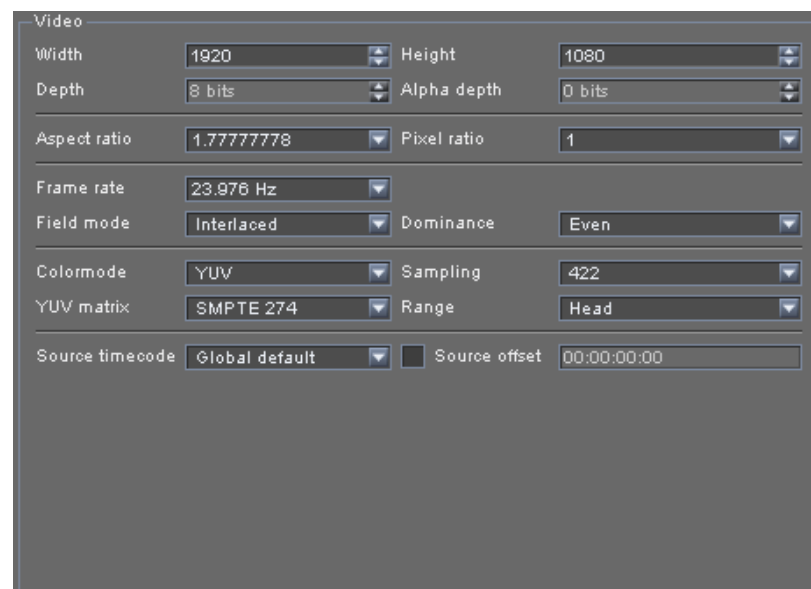 Video
Width 1920 Height 1080
Depth 8 bits Alpha depth 0 bits
Aspect ratio 1.77777778 Pixel ratio 1
Frame rate 23.976 Hz
Field mode Interlaced Dominance Even
Colormode YUV Sampling 422
YUV matrix SMPTE 274 Range Head
Source timecode Global default Source offset 00:00:00:00